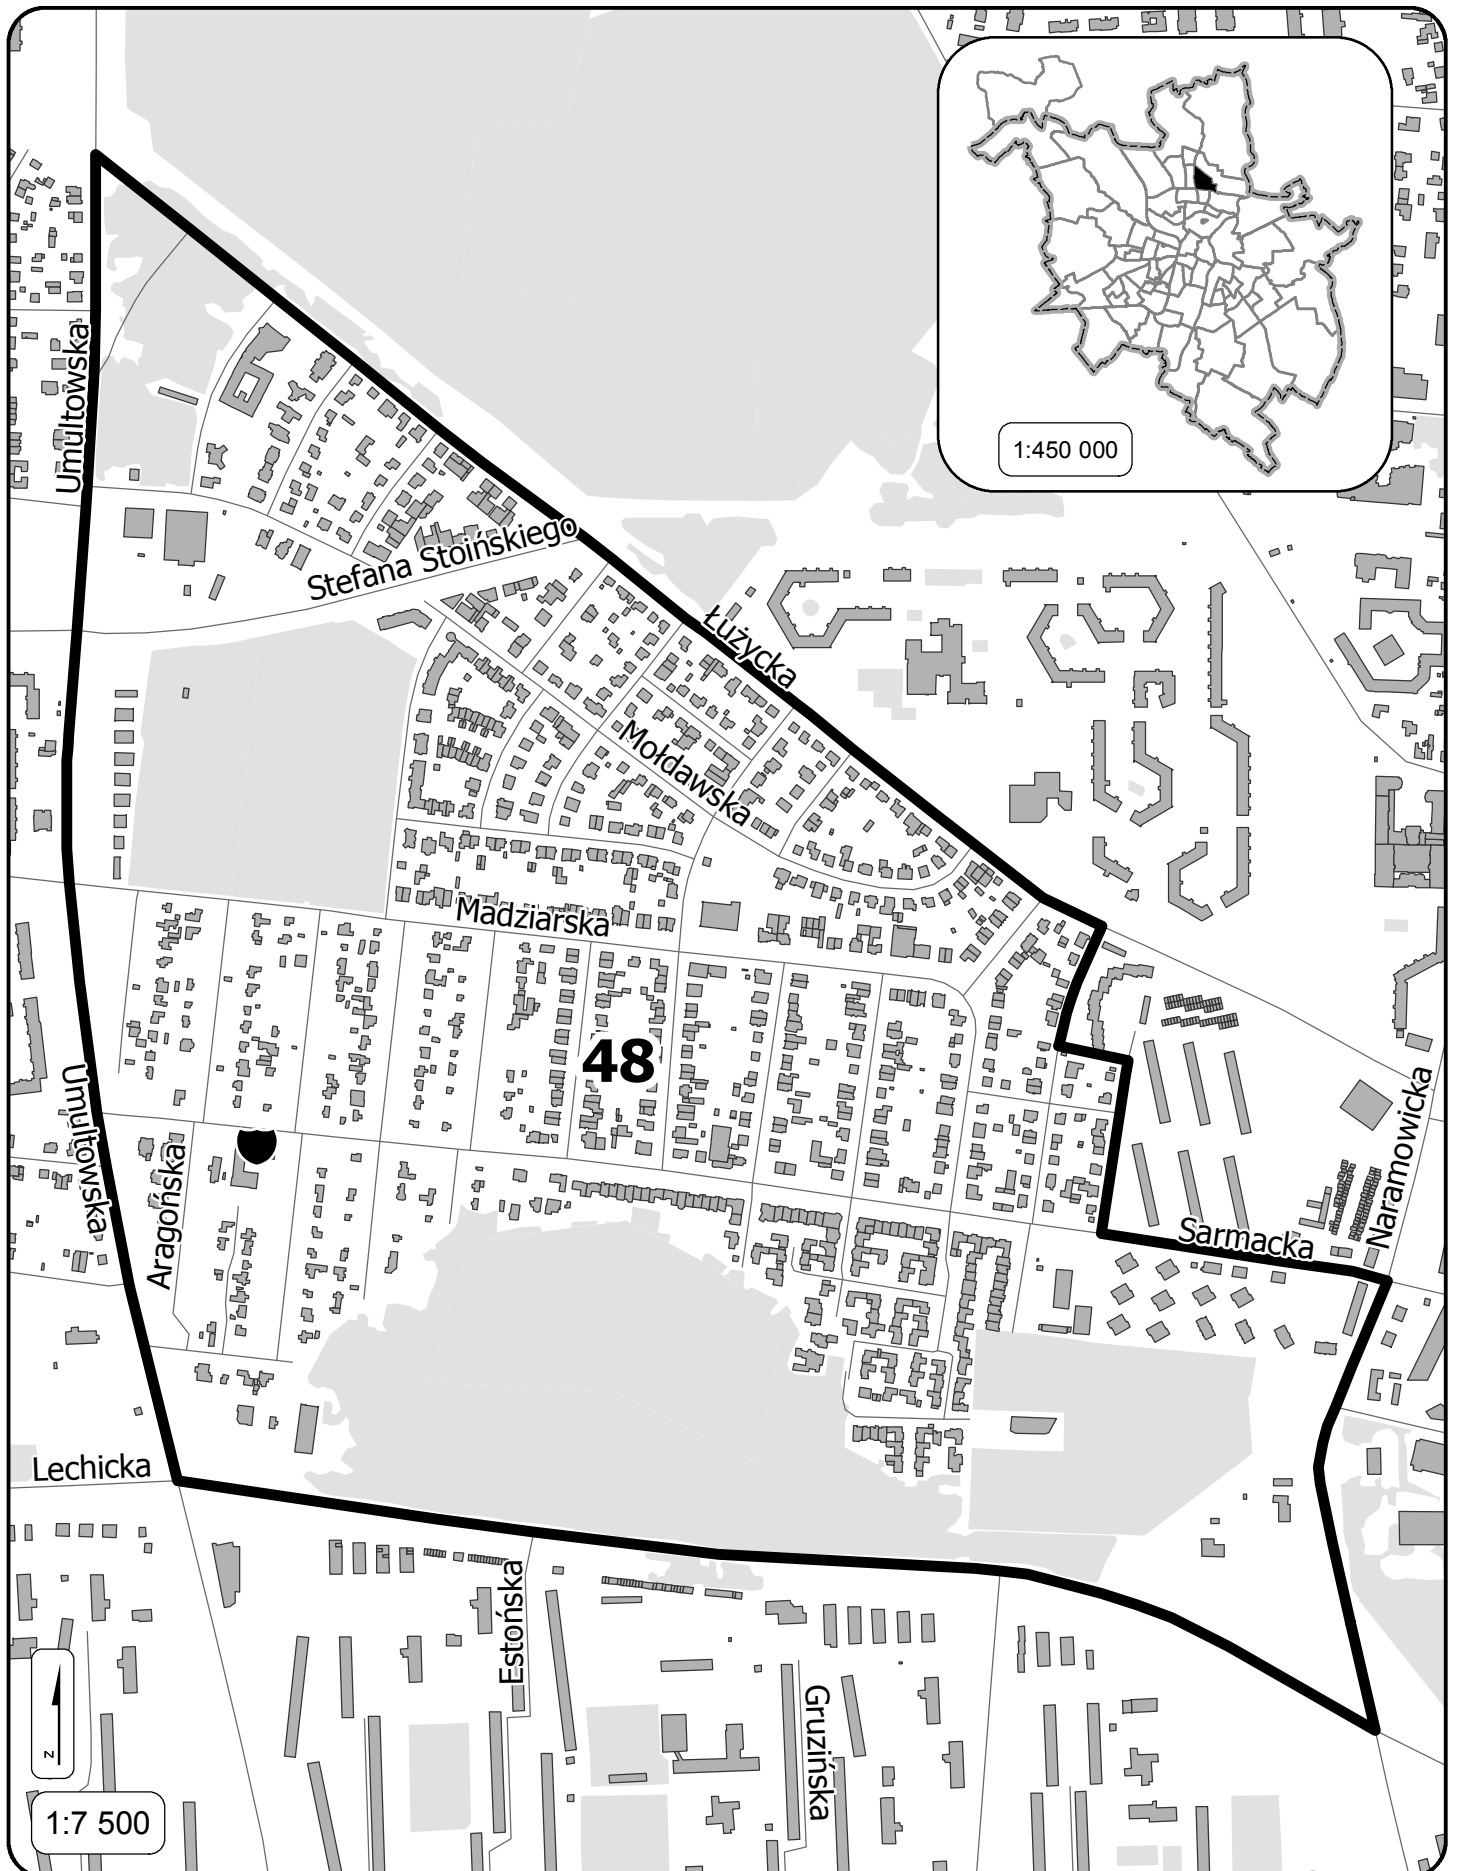 1:450 000
Umultowska
Stefana Stoińskiego
Łużycka
Mołdawska
Madziarska
48
Umultowska
Aragońska
Naramowicka
Sarmacka
Lechicka
Estońska
Gruzińska
z
1:7 500